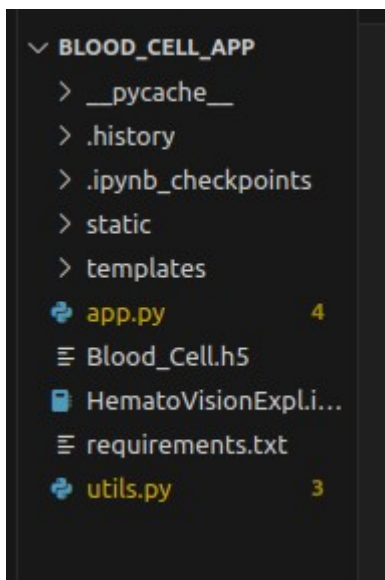 BLOOD_CELL_APP
__pycache__
.history
.ipynb_checkpoints
static
templates
app.py 4
Blood_Cell.h5
HematoVisionExpl.i...
requirements.txt
utils.py 3